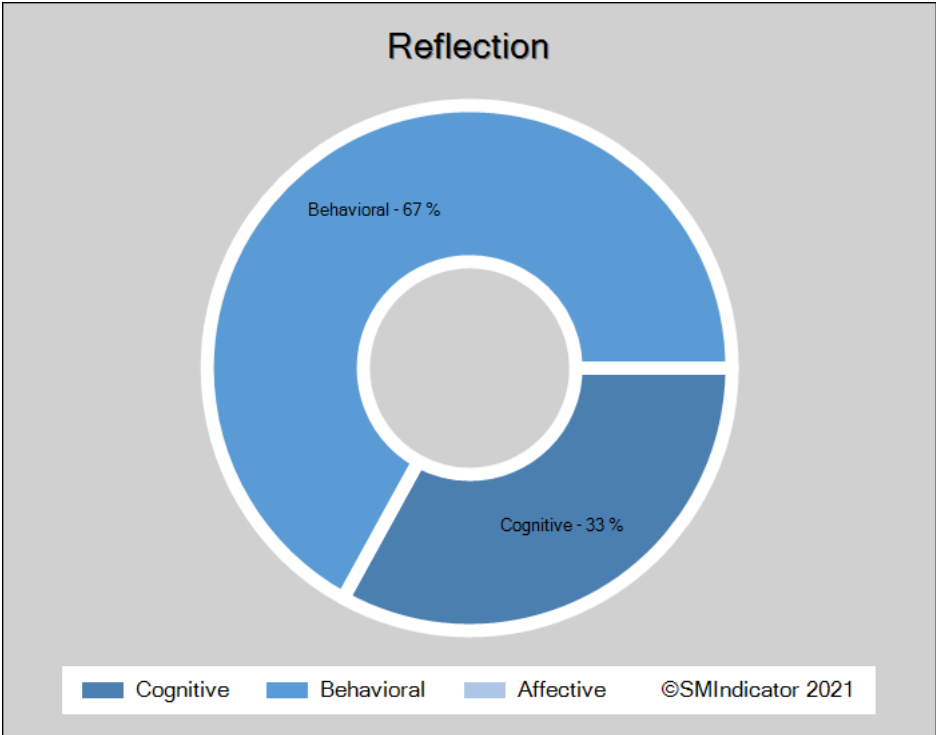 Reflection
Behavioral - 67 %
Cognitive - 33 %
Cognitive Behavioral Affective ©SMIndicator 2021